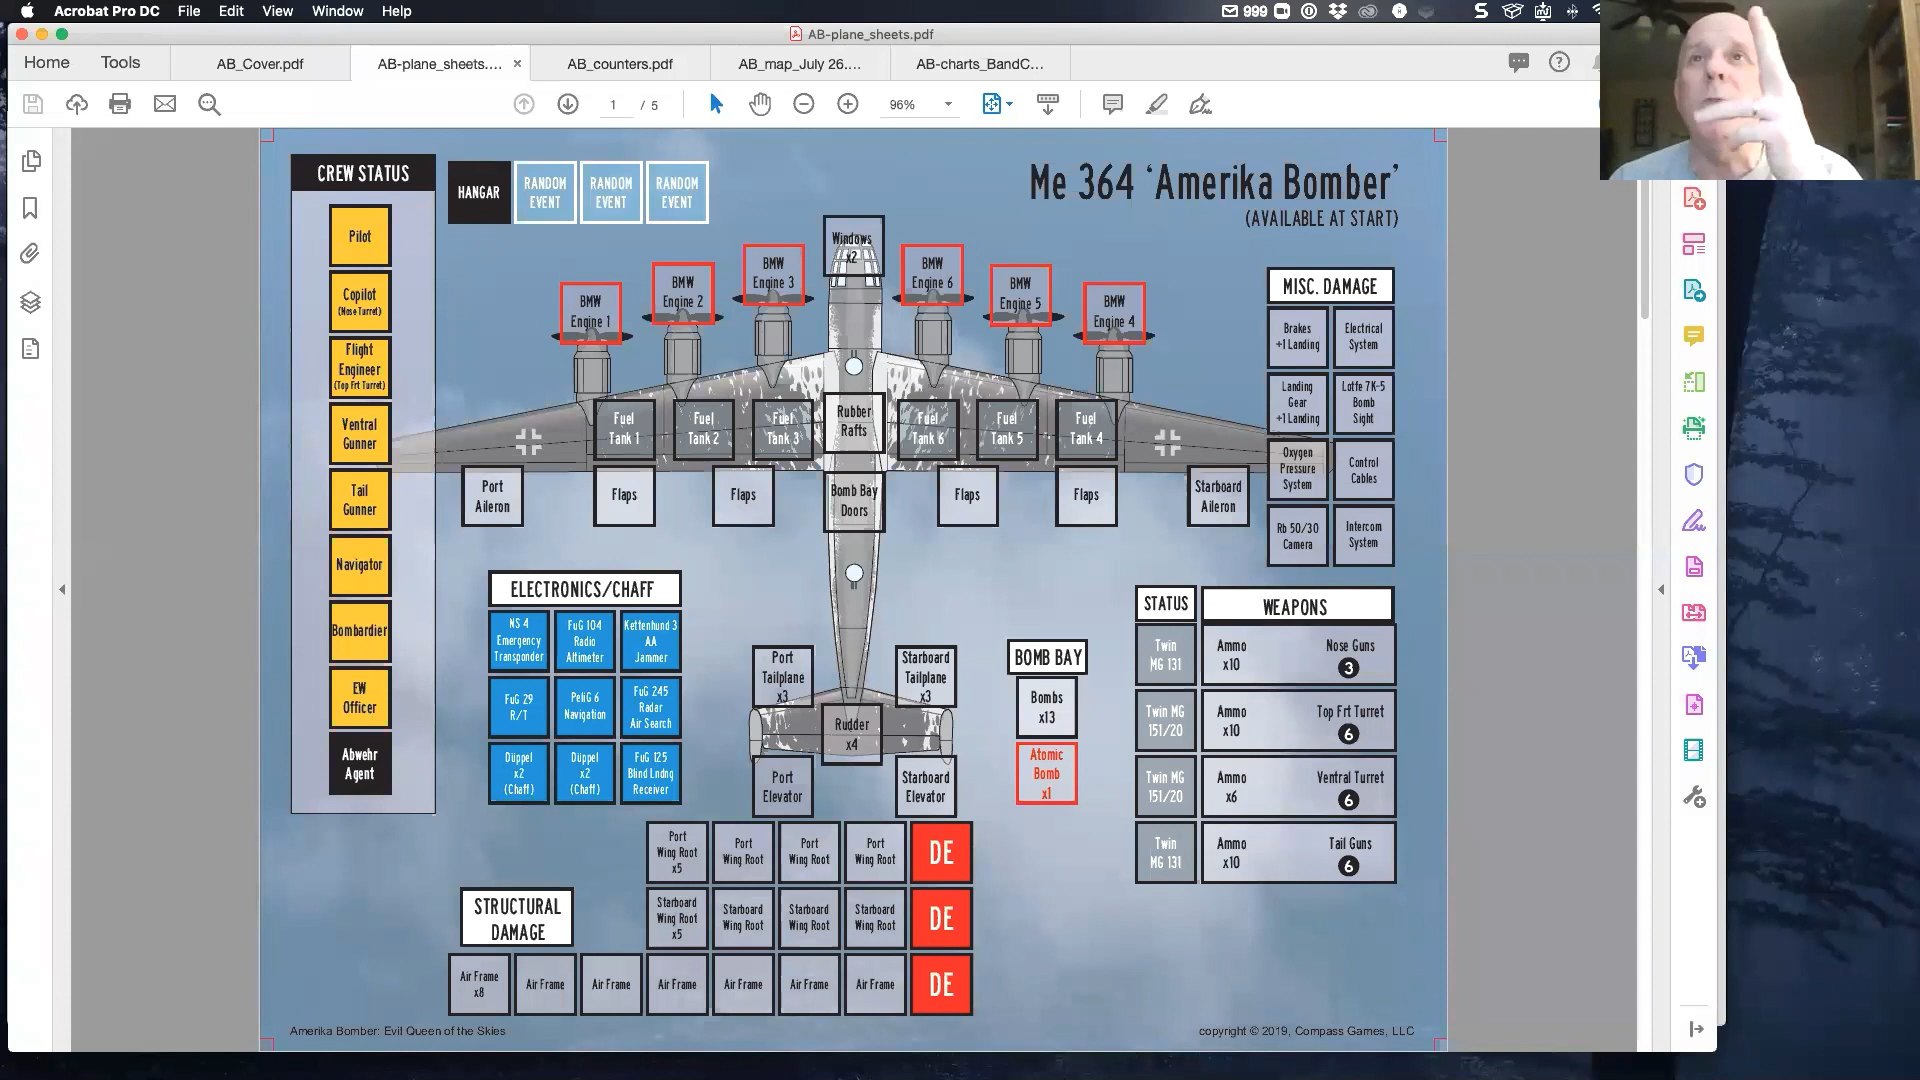 Acrobat Pro DC File Edit View Window Help
999
AB-plane_sheets.pdf
Home Tools AB_Cover.pdf AB-plane_sheets.... AB_counters.pdf AB_map_July 26.... AB-charts_BandC...
1 / 5 96%
CREW STATUS
Pilot
Copilot
(Nose Turret)
Flight
Engineer
(Top Frt Turret)
Ventral
Gunner
Tail
Gunner
Navigator
Bombardier
EW
Officer
Abwehr
Agent
HANGAR
RANDOM
EVENT
RANDOM
EVENT
RANDOM
EVENT
Me 364 'Amerika Bomber'
(AVAILABLE AT START)
Windows
x2
BMW
Engine 1
BMW
Engine 2
BMW
Engine 3
BMW
Engine 6
BMW
Engine 5
BMW
Engine 4
Fuel
Tank 1
Fuel
Tank 2
Fuel
Tank 3
Rubber
Rafts
Fuel
Tank 6
Fuel
Tank 5
Fuel
Tank 4
Port
Aileron
Flaps
Flaps
Bomb Bay
Doors
Flaps
Flaps
Starboard
Aileron
MISC. DAMAGE
Brakes
+1 Landing
Electrical
System
Landing
Gear
+1 Landing
Lotfe 7K-5
Bomb
Sight
Oxygen
Pressure
System
Control
Cables
Rb 50/30
Camera
Intercom
System
ELECTRONICS/CHAFF
NS 4
Emergency
Transponder
FuG 104
Radio
Altimeter
Kettenhund 3
AA
Jammer
FuG 29
R/T
PeliG 6
Navigation
FuG 245
Radar
Air Search
Düppel
x2
(Chaff)
Düppel
x2
(Chaff)
FuG 125
Blind Lndng
Receiver
Port
Tailplane
x3
Starboard
Tailplane
x3
Rudder
x4
Port
Elevator
Starboard
Elevator
BOMB BAY
Bombs
x13
Atomic
Bomb
x1
STATUS WEAPONS
Twin
MG 131
Ammo
x10
Nose Guns
3
Twin MG
151/20
Ammo
x10
Top Frt Turret
6
Twin MG
151/20
Ammo
x6
Ventral Turret
6
Twin
MG 131
Ammo
x10
Tail Guns
6
STRUCTURAL
DAMAGE
Port
Wing Root
x5
Port
Wing Root
Port
Wing Root
Port
Wing Root
DE
Starboard
Wing Root
x5
Starboard
Wing Root
Starboard
Wing Root
Starboard
Wing Root
DE
Air Frame
x8
Air Frame
Air Frame
Air Frame
Air Frame
Air Frame
Air Frame
DE
Amerika Bomber: Evil Queen of the Skies
copyright © 2019, Compass Games, LLC